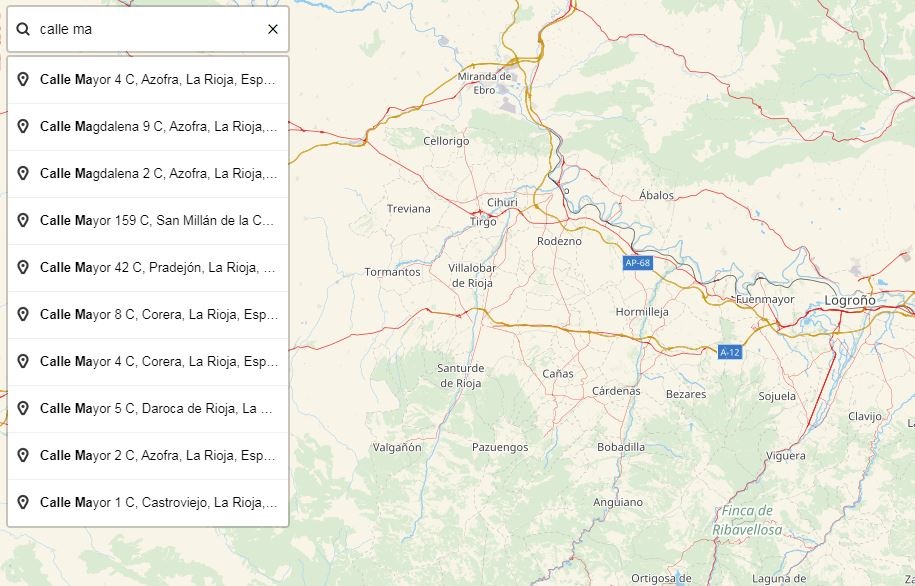 calle ma
Calle Mayor 4 C, Azofra, La Rioja, Esp...
Calle Magdalena 9 C, Azofra, La Rioja,...
Calle Magdalena 2 C, Azofra, La Rioja,...
Calle Mayor 159 C, San Millán de la C...
Calle Mayor 42 C, Pradejón, La Rioja, ...
Calle Mayor 8 C, Corera, La Rioja, Esp...
Calle Mayor 4 C, Corera, La Rioja, Esp...
Calle Mayor 5 C, Daroca de Rioja, La ...
Calle Mayor 2 C, Azofra, La Rioja, Esp...
Calle Mayor 1 C, Castroviejo, La Rioja,...
Miranda de
Ebro
Cellorigo
Ábalos
Cihuri
Treviana
Tirgo
Rodezno
AP-68
Tormantos
Villalobar
de Rioja
Fuenmayor
Logroño
Hormilleja
A-12
Santurde
de Rioja
Cañas
Cárdenas
Bezares
Sojuela
Clavijo
Valgañón
Pazuengos
Bobadilla
Viguera
Anguiano
Finca de
Ribavellosa
Ortigosa de
Laguna de